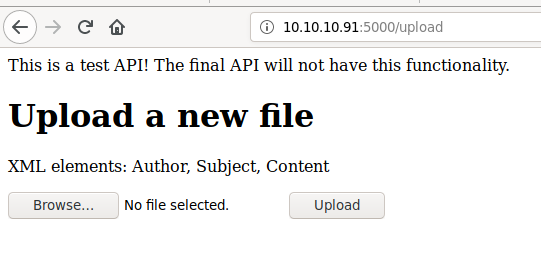 10.10.10.91:5000/upload
This is a test API! The final API will not have this functionality.
Upload a new file
XML elements: Author, Subject, Content
Browse... No file selected. Upload